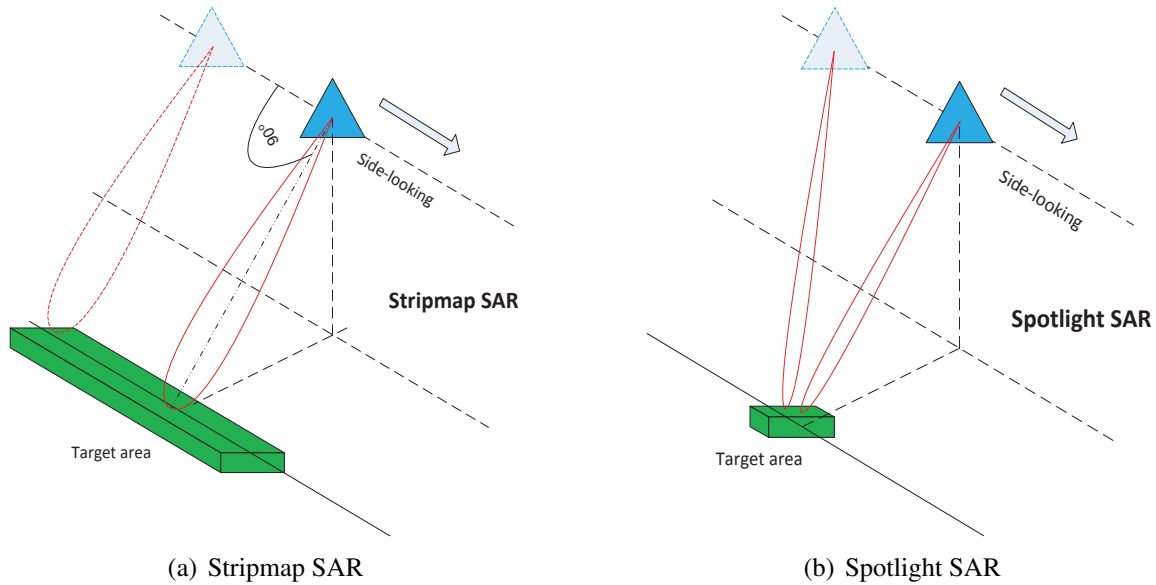 90°
Side-looking
Stripmap SAR
Target area
(a) Stripmap SAR
Side-looking
Spotlight SAR
Target area
(b) Spotlight SAR